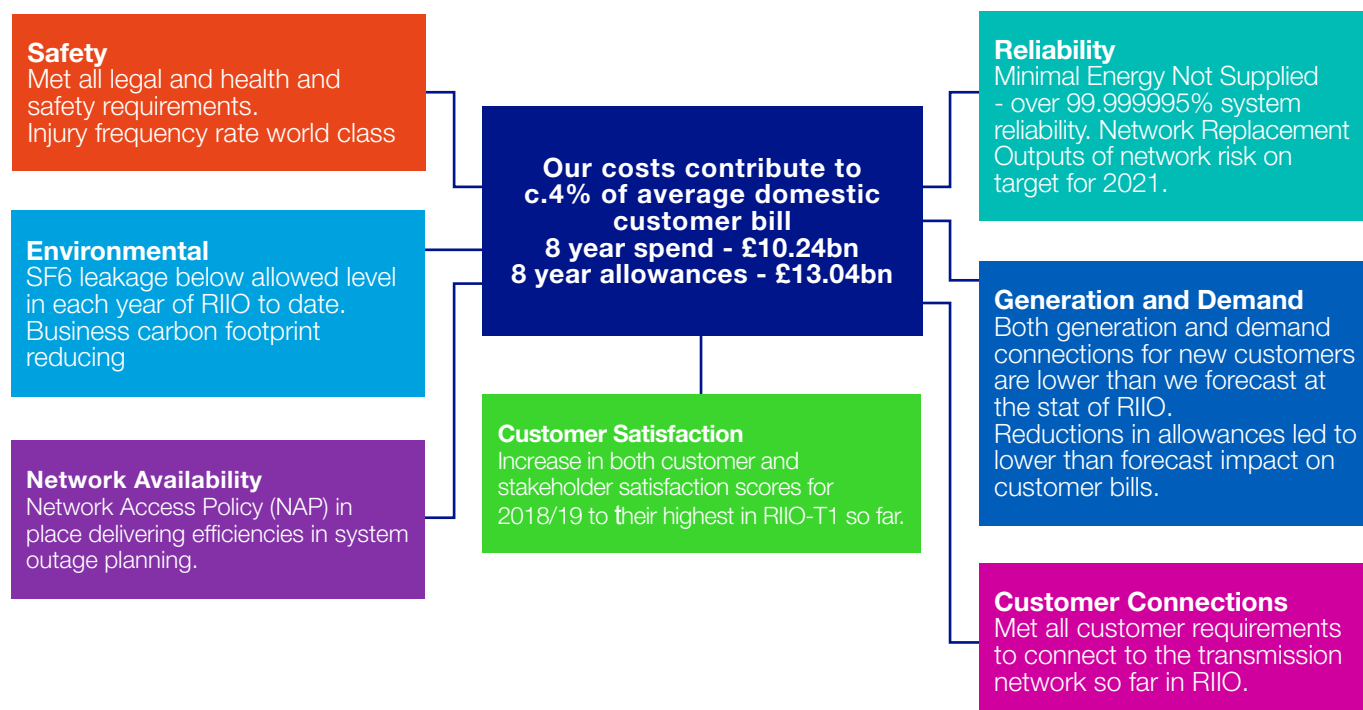 Safety
Met all legal and health and
safety requirements.
Injury frequency rate world class
Environmental
SF6 leakage below allowed level
in each year of RIIO to date.
Business carbon footprint
reducing
Network Availability
Network Access Policy (NAP) in
place delivering efficiencies in system
outage planning.
Our costs contribute to
c.4% of average domestic
customer bill
8 year spend - £10.24bn
8 year allowances - £13.04bn
Customer Satisfaction
Increase in both customer and
stakeholder satisfaction scores for
2018/19 to their highest in RIIO-T1 so far.
Reliability
Minimal Energy Not Supplied
- over 99.999995% system
reliability. Network Replacement
Outputs of network risk on
target for 2021.
Generation and Demand
Both generation and demand
connections for new customers
are lower than we forecast at
the stat of RIIO.
Reductions in allowances led to
lower than forecast impact on
customer bills.
Customer Connections
Met all customer requirements
to connect to the transmission
network so far in RIIO.